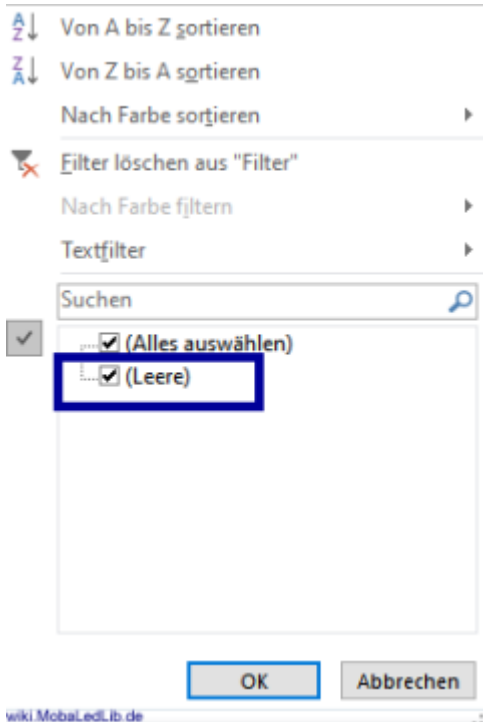 Von A bis Z sortieren
Von Z bis A sortieren
Nach Farbe sortieren
Filter löschen aus "Filter"
Nach Farbe filtern
Textfilter
Suchen
(Alles auswählen)
(Leere)
OK Abbrechen
wiki.MobaLedLib.de